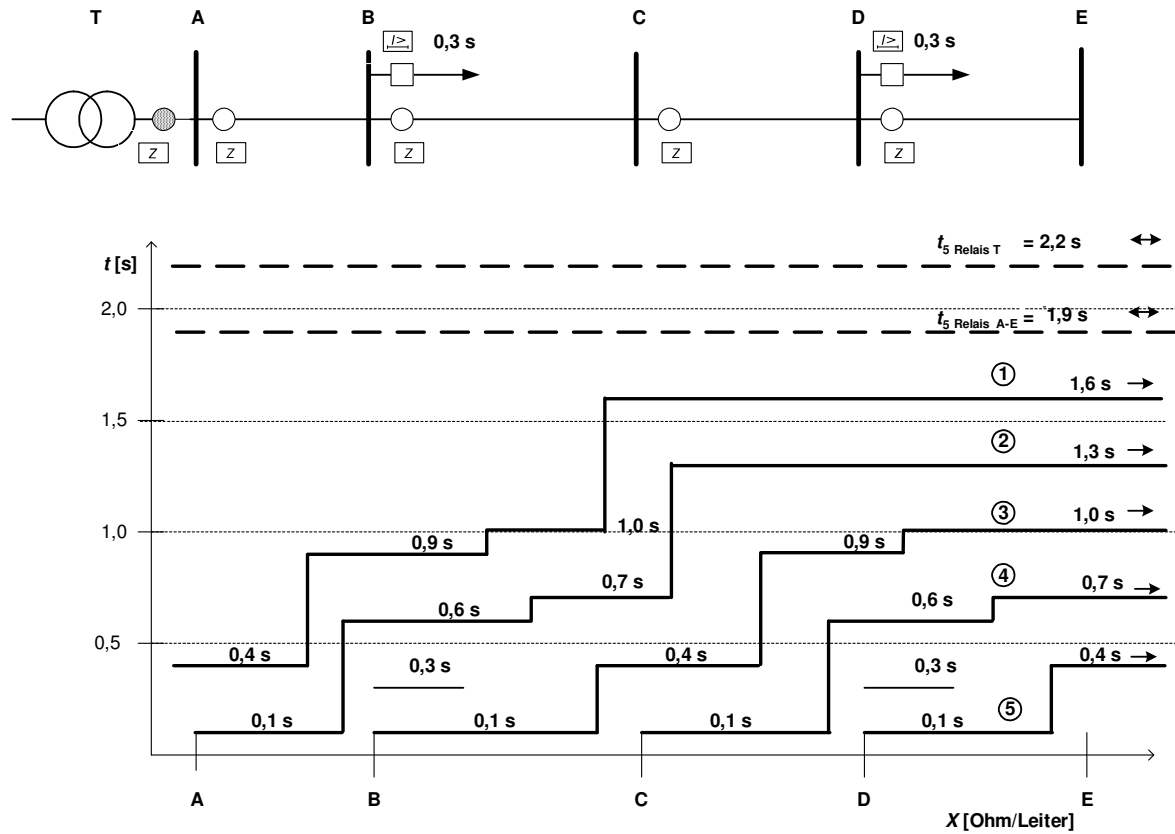 T A B C D E
I> 0,3 s I> 0,3 s
Z Z Z Z Z
t [s]
t5 Relais T = 2,2 s
2,0
t5 Relais A-E = 1,9 s
1 1,6 s
1,5
2 1,3 s
3 1,0 s
1,0 1,0 s
0,9 s 0,9 s
4 0,7 s
0,7 s
0,6 s 0,6 s
0,5
0,4 s 0,4 s 0,4 s
0,3 s 0,3 s
0,1 s 0,1 s 0,1 s 0,1 s 5
A B C D E
X [Ohm/Leiter]